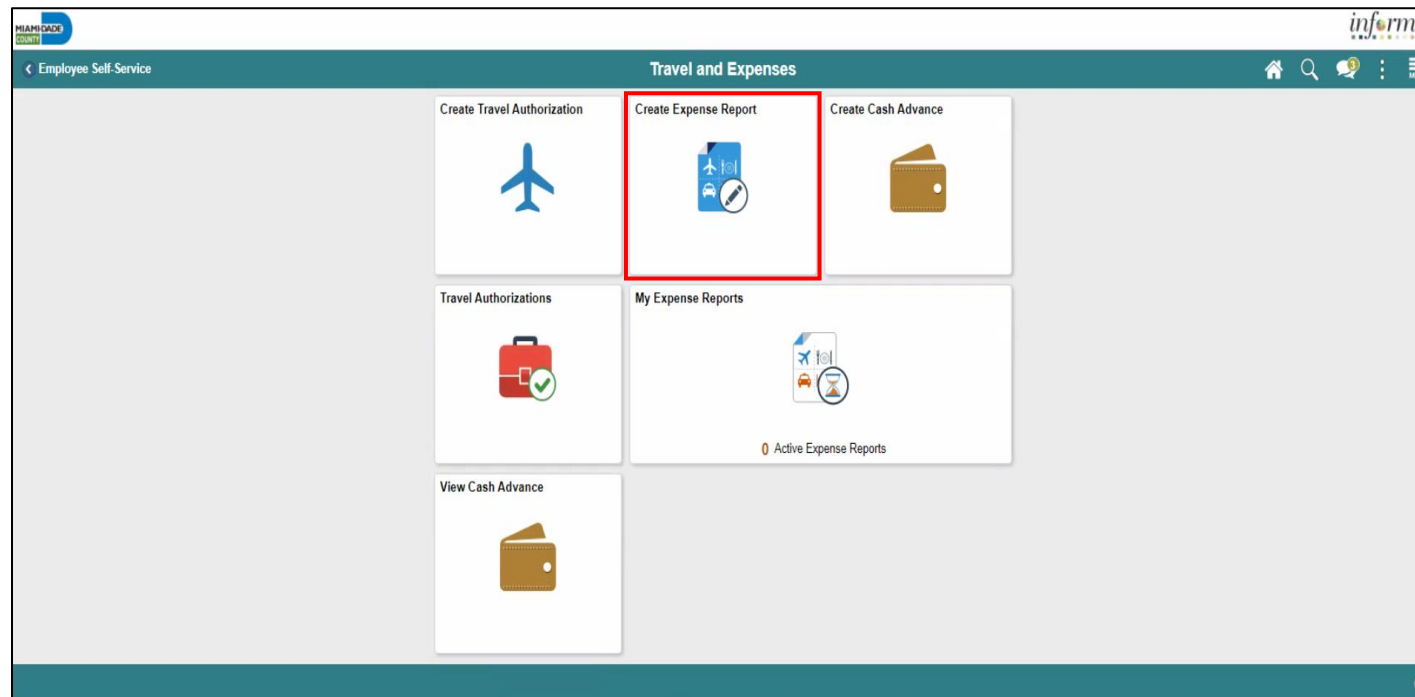 MIAMI-DADE
COUNTY
inform
Employee Self-Service
Travel and Expenses
3
Create Travel Authorization
Create Expense Report
Create Cash Advance
Travel Authorizations
My Expense Reports
0 Active Expense Reports
View Cash Advance